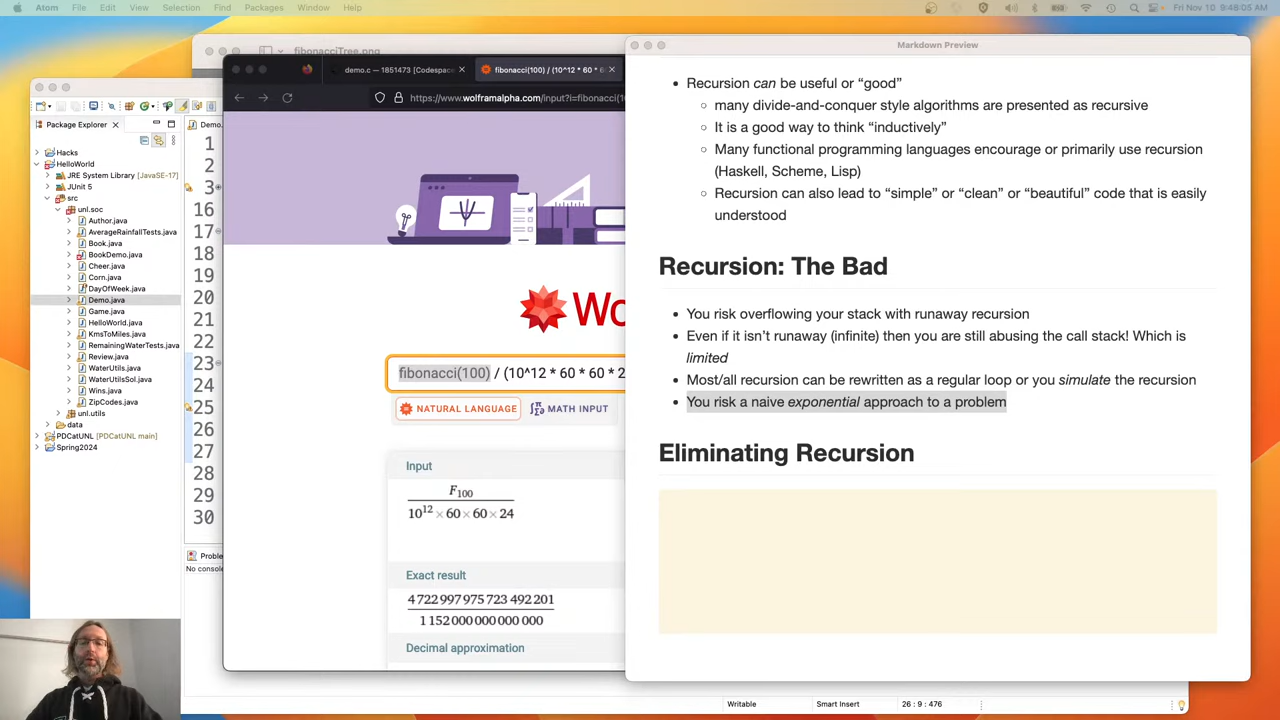 Atom File Edit View Selection Find Packages Window Help
Fri Nov 10 9:48:05 AM
fibonacciTree.png
Markdown Preview
demo.c — 1851473 [Codespac
fibonacci(100) / (10^12 * 60 * 6
https://www.wolframalpha.com/input?i=fibonacci(1
Package Explorer
Demo.
Hacks
HelloWorld
JRE System Library [JavaSE-17]
JUnit 5
src
unl.soc
Author.java
AverageRainfallTests.java
Book.java
BookDemo.java
Cheer.java
Corn.java
DayOfWeek.java
Demo.java
Game.java
HelloWorld.java
KmsToMiles.java
RemainingWaterTests.java
Review.java
WaterUtils.java
WaterUtilsSol.java
Wins.java
ZipCodes.java
unl.utils
data
PDCatUNL [PDCatUNL main]
Spring2024
1
2
3
16
17
18
19
20
21
22
23
24
25
26
27
28
29
30
Proble
No console
Wo
fibonacci(100) / (10^12 * 60 * 60 * 2
NATURAL LANGUAGE
MATH INPUT
Input
F100
10^12 × 60 × 60 × 24
Exact result
4 722 997 975 723 492 201
1 152 000 000 000 000
Decimal approximation
• Recursion can be useful or “good”
◦ many divide-and-conquer style algorithms are presented as recursive
◦ It is a good way to think “inductively”
◦ Many functional programming languages encourage or primarily use recursion
(Haskell, Scheme, Lisp)
◦ Recursion can also lead to “simple” or “clean” or “beautiful” code that is easily
understood
Recursion: The Bad
• You risk overflowing your stack with runaway recursion
• Even if it isn’t runaway (infinite) then you are still abusing the call stack! Which is
limited
• Most/all recursion can be rewritten as a regular loop or you simulate the recursion
• You risk a naive exponential approach to a problem
Eliminating Recursion
Writable
Smart Insert
26 : 9 : 476